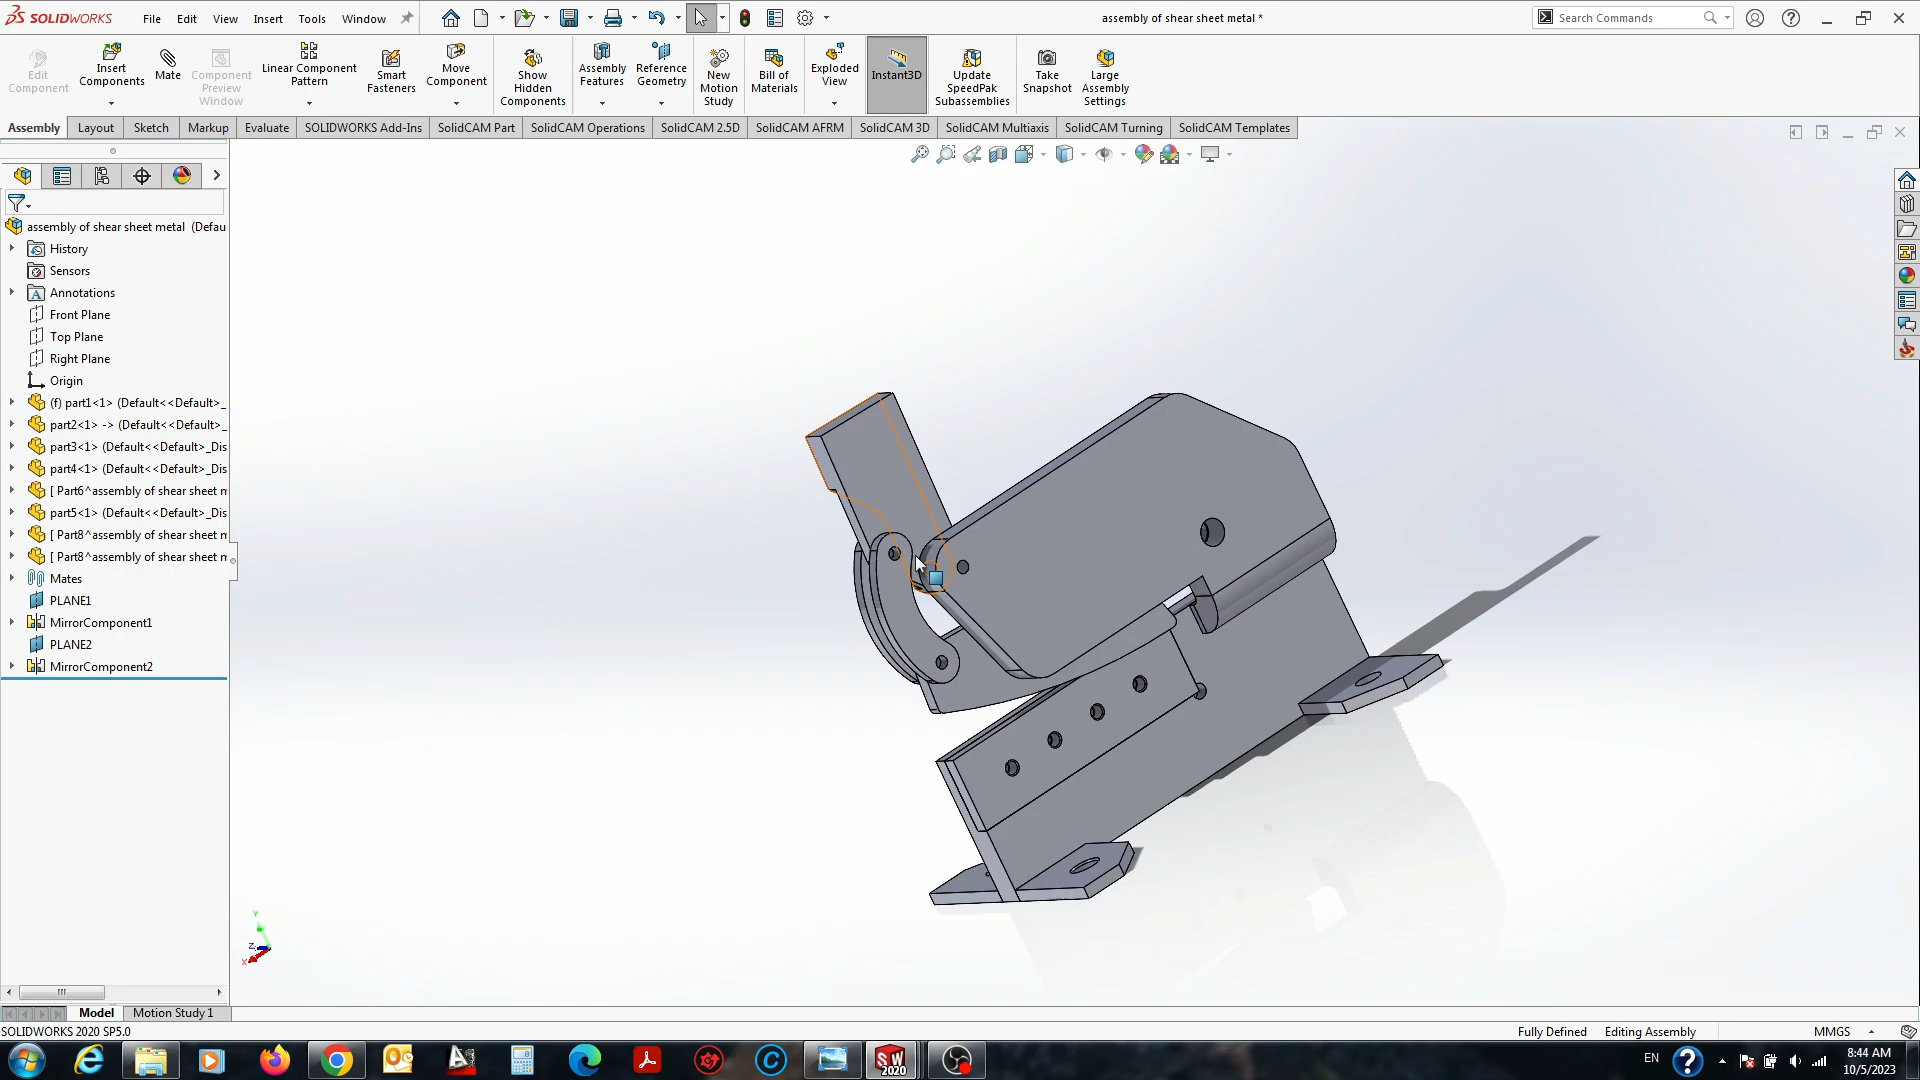 SOLIDWORKS File Edit View Insert Tools Window assembly of shear sheet metal * Search Commands
Edit Component
Insert Components
Mate
Component Preview Window
Linear Component Pattern
Smart Fasteners
Move Component
Show Hidden Components
Assembly Features
Reference Geometry
New Motion Study
Bill of Materials
Exploded View
Instant3D
Update SpeedPak Subassemblies
Take Snapshot
Large Assembly Settings
Assembly Layout Sketch Markup Evaluate SOLIDWORKS Add-Ins SolidCAM Part SolidCAM Operations SolidCAM 2.5D SolidCAM AFRM SolidCAM 3D SolidCAM Multiaxis SolidCAM Turning SolidCAM Templates
assembly of shear sheet metal (Defau
History
Sensors
Annotations
Front Plane
Top Plane
Right Plane
Origin
(f) part1<1> (Default<<Default>_
part2<1> -> (Default<<Default>_
part3<1> (Default<<Default>_Dis
part4<1> (Default<<Default>_Dis
[ Part6^assembly of shear sheet m
part5<1> (Default<<Default>_Dis
[ Part8^assembly of shear sheet m
[ Part8^assembly of shear sheet m
Mates
PLANE1
MirrorComponent1
PLANE2
MirrorComponent2
Y
Z
X
Model Motion Study 1
SOLIDWORKS 2020 SP5.0 Fully Defined Editing Assembly MMGS
SW 2020
EN
8:44 AM
10/5/2023